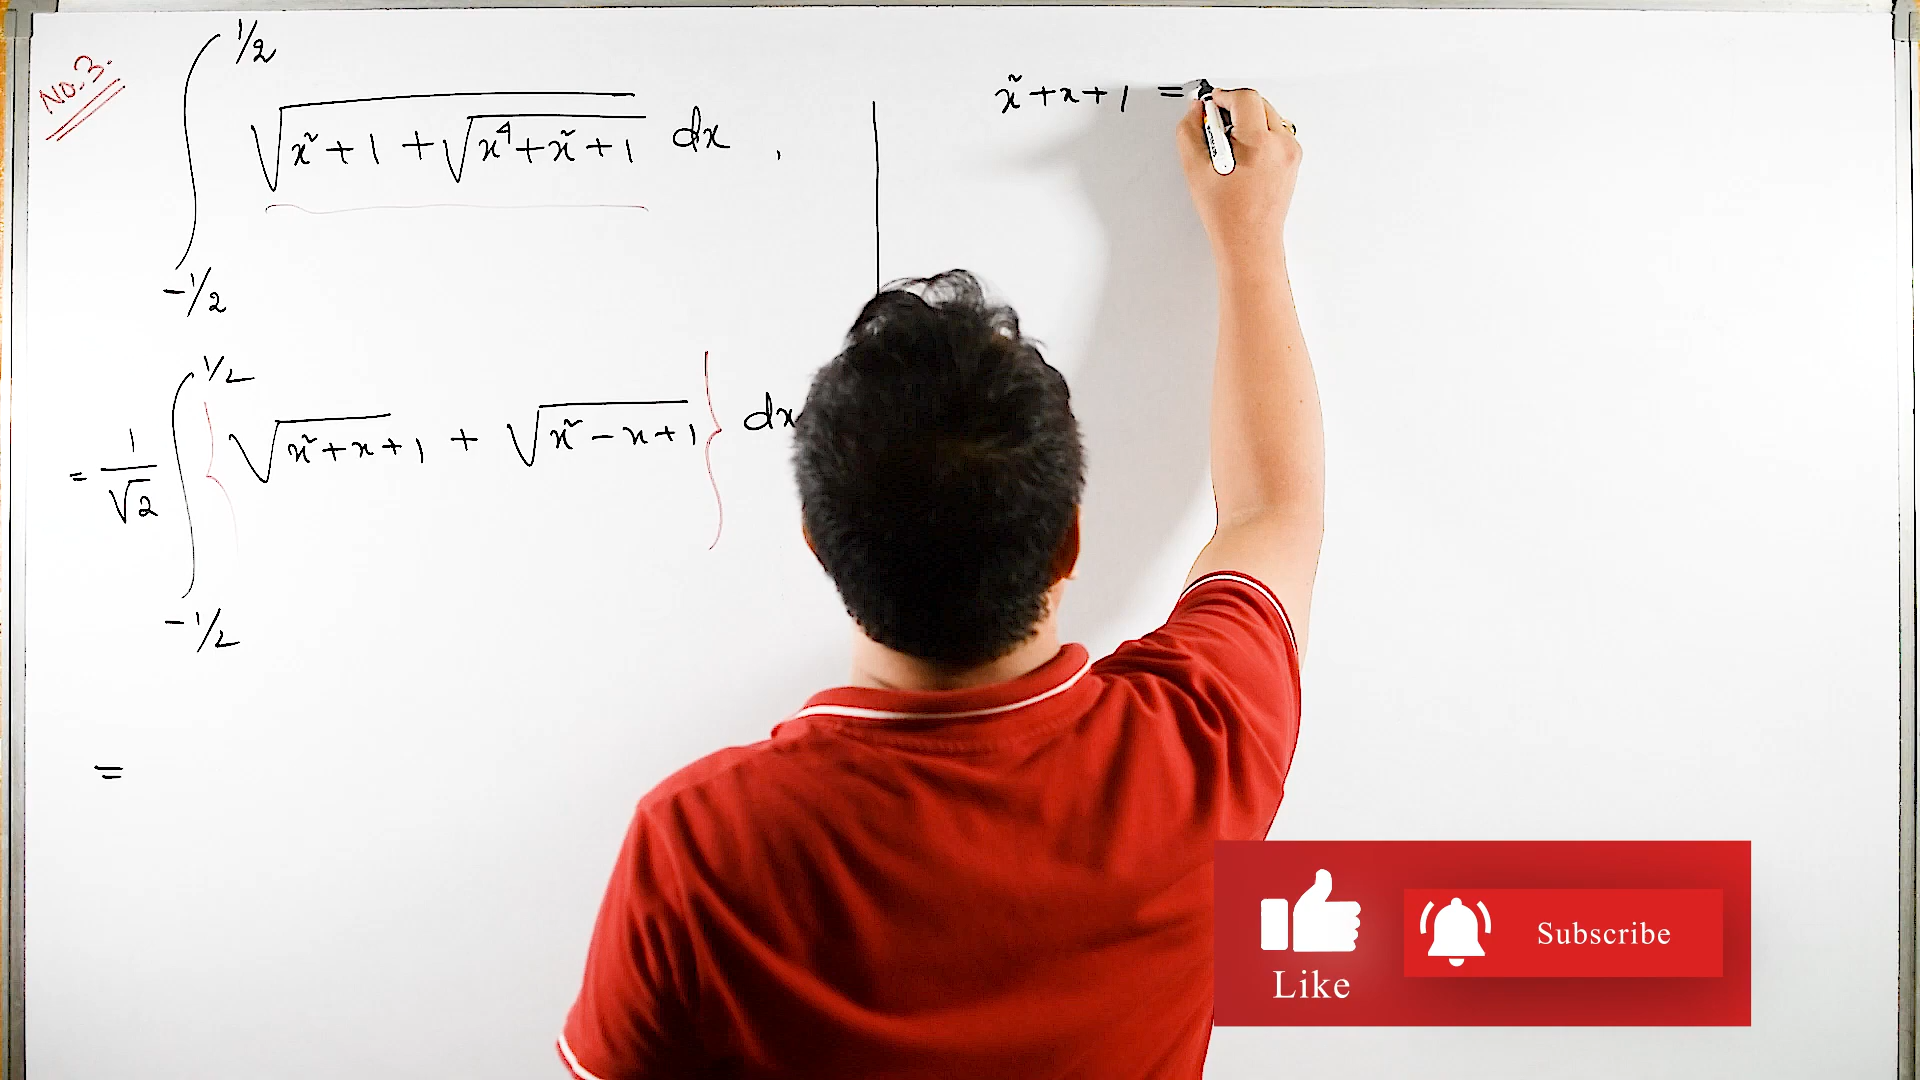 No.3.
∫_{-1/2}^{1/2} √(x² + 1 + √(x⁴ + x² + 1)) dx ,
= 1/√2 ∫_{-1/2}^{1/2} { √(x² + x + 1) + √(x² - x + 1) } dx
=
x² + x + 1 =
Like
Subscribe